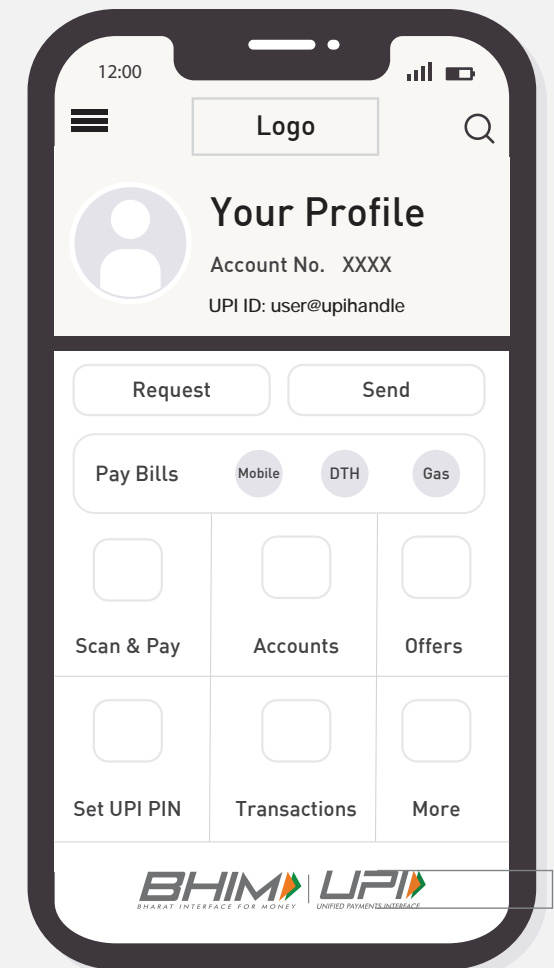 12:00
Logo
Your Profile
Account No. XXXX
UPI ID: user@upihandle
Request Send
Pay Bills Mobile DTH Gas
Scan & Pay Accounts Offers
Set UPI PIN Transactions More
BHIM UPI
BHARAT INTERFACE FOR MONEY UNIFIED PAYMENTS INTERFACE